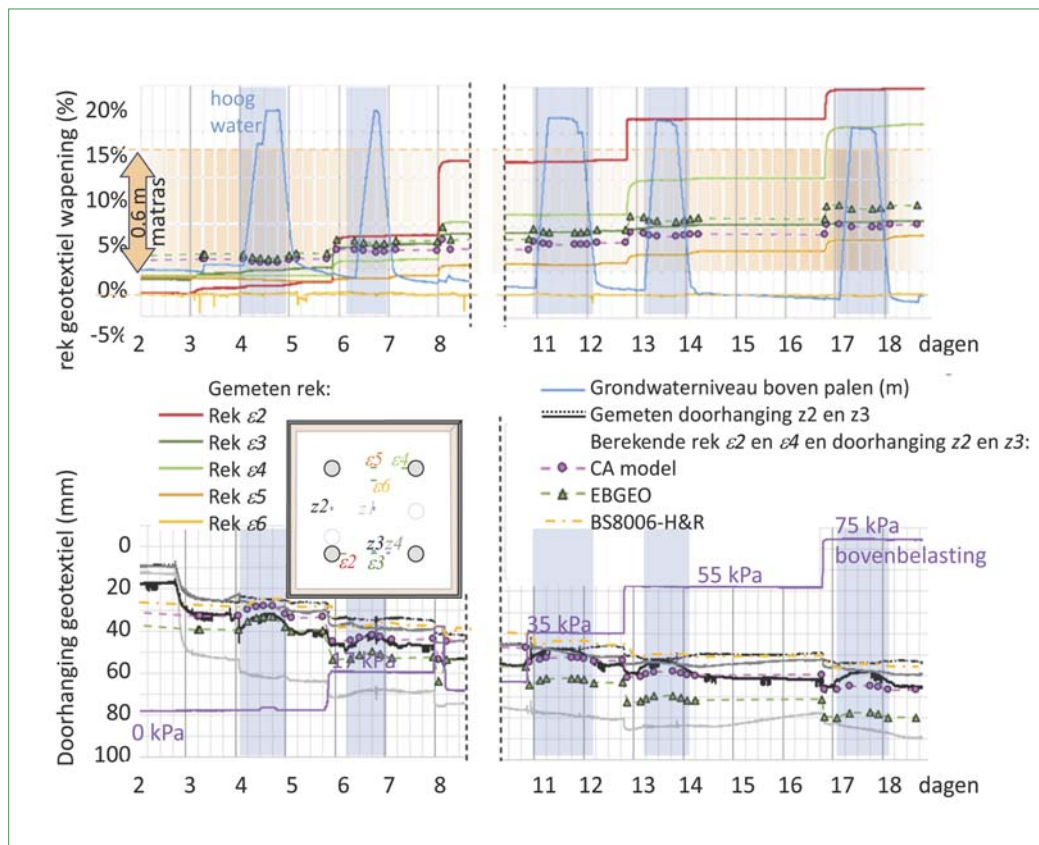 rek geotextiel wapening (%)
20%
15%
10%
5%
0%
-5%
hoog
water
0.6 m
matras
2 3 4 5 6 7 8 11 12 13 14 15 16 17 18 dagen
Gemeten rek:
Rek ε2
Rek ε3
Rek ε4
Rek ε5
Rek ε6
ε5 ε4
ε6
z2 z1
z3 z4
ε2 ε3
Grondwaterniveau boven palen (m)
Gemeten doorhanging z2 en z3
Berekende rek ε2 en ε4 en doorhanging z2 en z3:
CA model
EBGEO
BS8006-H&R
Doorhanging geotextiel (mm)
0
20
40
60
80
100
0 kPa
17 kPa
35 kPa
55 kPa
75 kPa
bovenbelasting
2 3 4 5 6 7 8 11 12 13 14 15 16 17 18 dagen